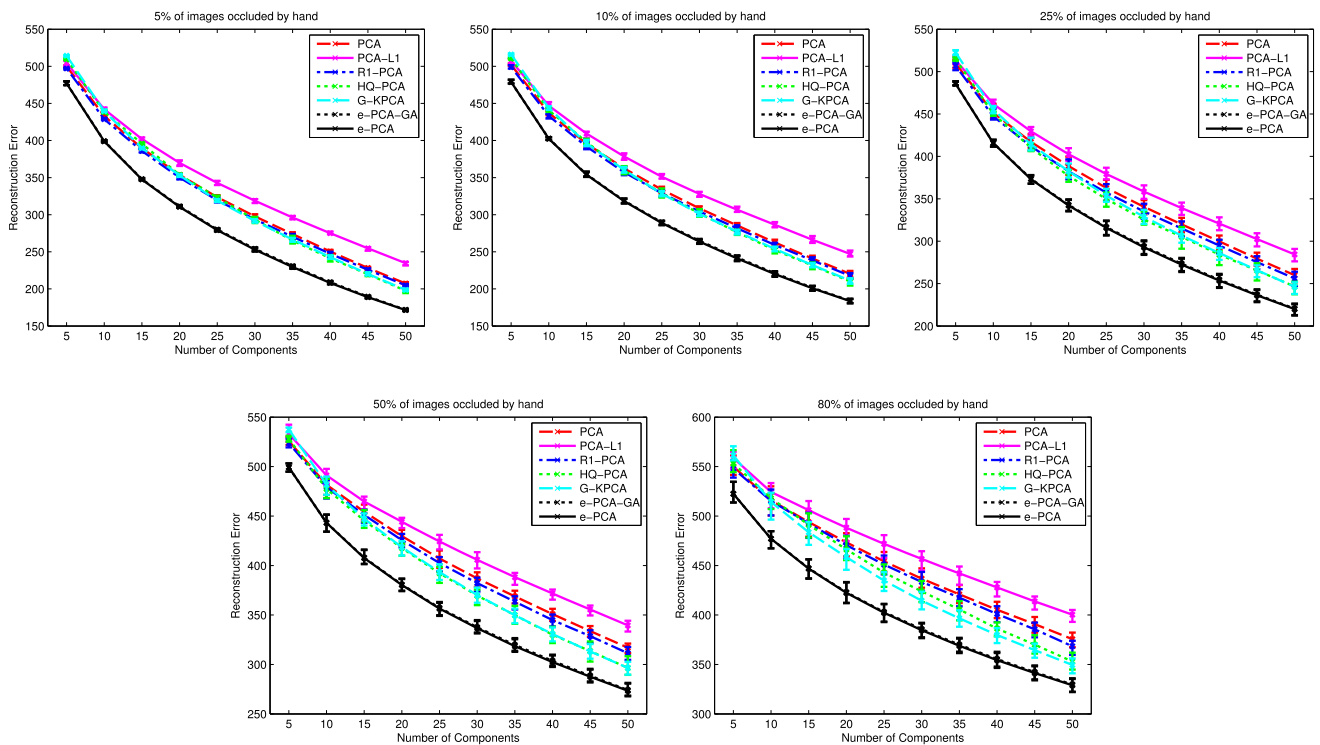 5% of images occluded by hand
550
500
450
400
350
300
250
200
150
5 10 15 20 25 30 35 40 45 50
Reconstruction Error
Number of Components
PCA
PCA−L1
R1−PCA
HQ−PCA
G−KPCA
e−PCA−GA
e−PCA
10% of images occluded by hand
550
500
450
400
350
300
250
200
150
5 10 15 20 25 30 35 40 45 50
Reconstruction Error
Number of Components
PCA
PCA−L1
R1−PCA
HQ−PCA
G−KPCA
e−PCA−GA
e−PCA
25% of images occluded by hand
550
500
450
400
350
300
250
200
5 10 15 20 25 30 35 40 45 50
Reconstruction Error
Number of Components
PCA
PCA−L1
R1−PCA
HQ−PCA
G−KPCA
e−PCA−GA
e−PCA
50% of images occluded by hand
550
500
450
400
350
300
250
5 10 15 20 25 30 35 40 45 50
Reconstruction Error
Number of Components
PCA
PCA−L1
R1−PCA
HQ−PCA
G−KPCA
e−PCA−GA
e−PCA
80% of images occluded by hand
600
550
500
450
400
350
300
5 10 15 20 25 30 35 40 45 50
Reconstruction Error
Number of Components
PCA
PCA−L1
R1−PCA
HQ−PCA
G−KPCA
e−PCA−GA
e−PCA